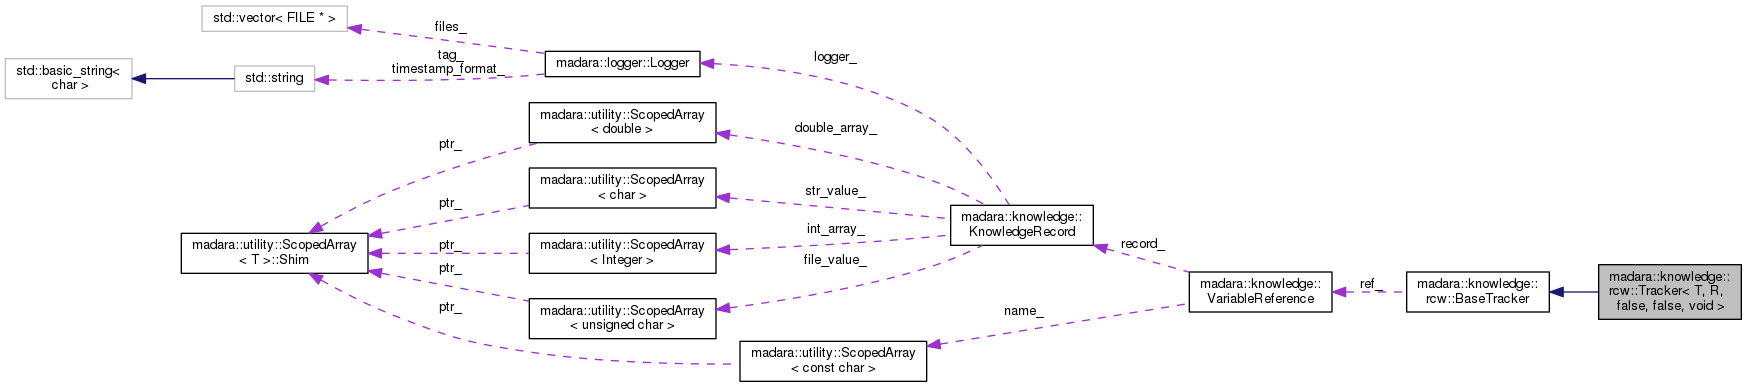 std::vector< FILE * >
files_
tag_
timestamp_format_
madara::logger::Logger
logger_
std::basic_string<
char >
std::string
madara::utility::ScopedArray
< double >
double_array_
ptr_
madara::utility::ScopedArray
< char >
str_value_
ptr_
madara::knowledge::
KnowledgeRecord
int_array_
madara::utility::ScopedArray
< T >::Shim
ptr_
madara::utility::ScopedArray
< Integer >
record_
file_value_
ptr_
madara::utility::ScopedArray
< unsigned char >
ptr_
madara::knowledge::
VariableReference
ref_
madara::knowledge::
rcw::BaseTracker
madara::knowledge::
rcw::Tracker< T, R,
false, false, void >
name_
madara::utility::ScopedArray
< const char >